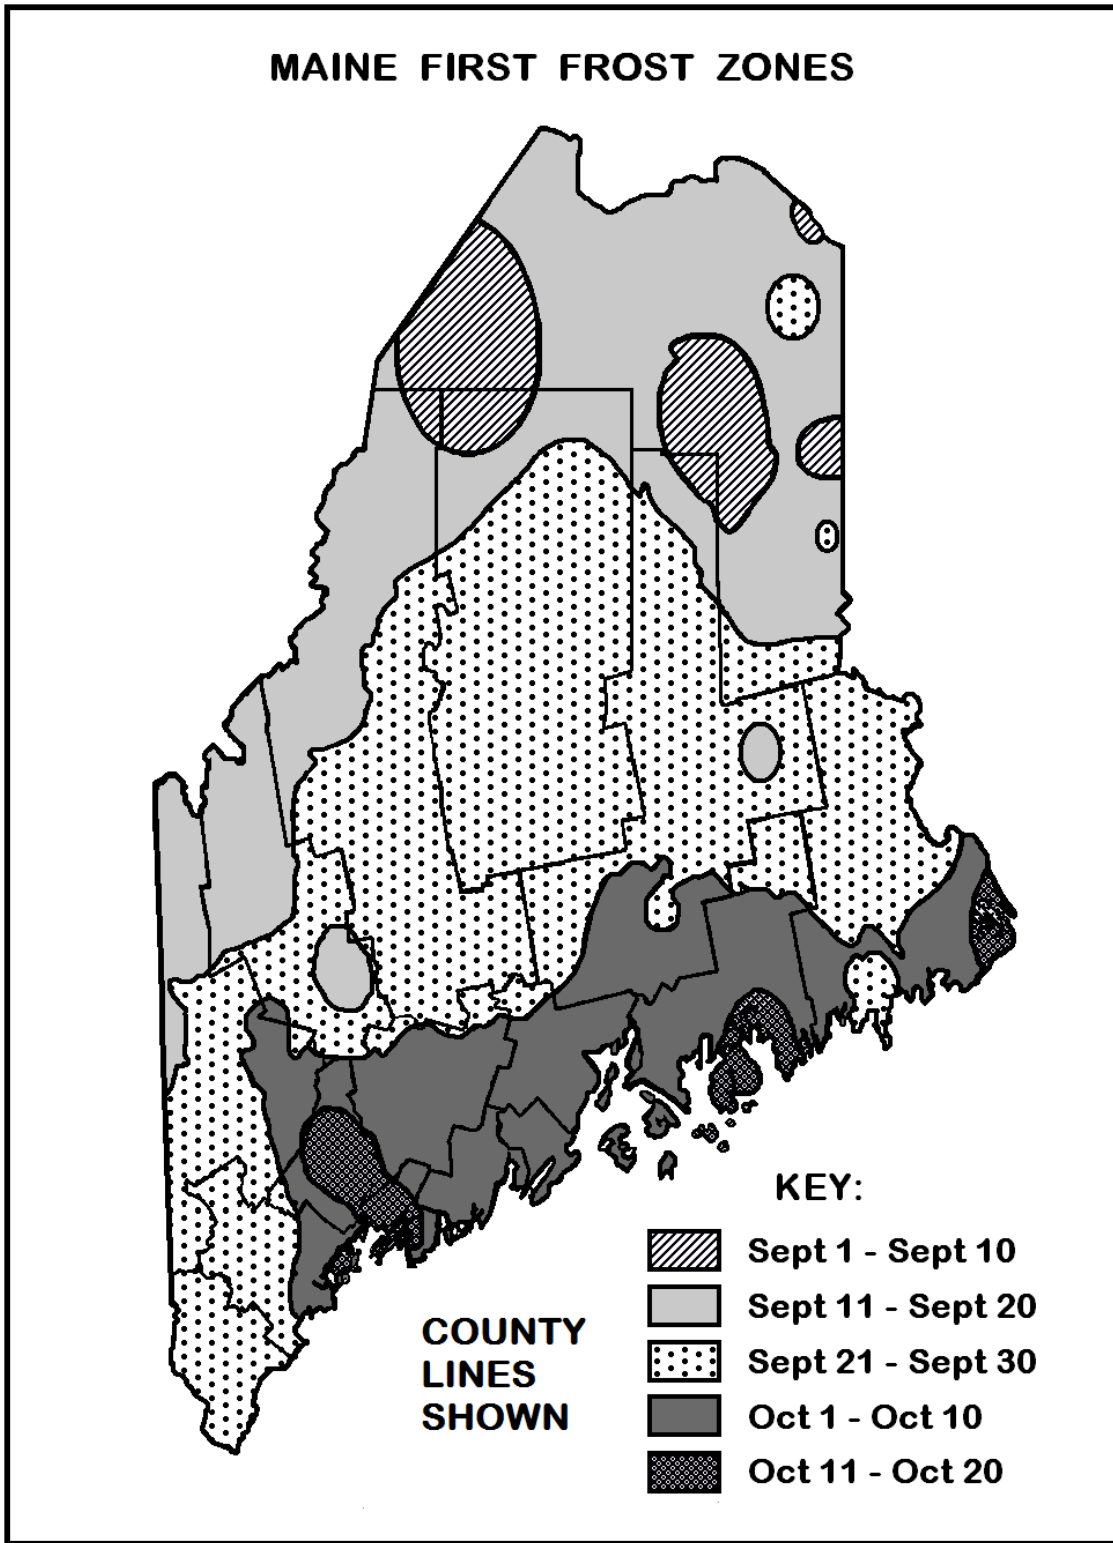 MAINE FIRST FROST ZONES
KEY:
Sept 1 - Sept 10
Sept 11 - Sept 20
Sept 21 - Sept 30
Oct 1 - Oct 10
Oct 11 - Oct 20
COUNTY
LINES
SHOWN